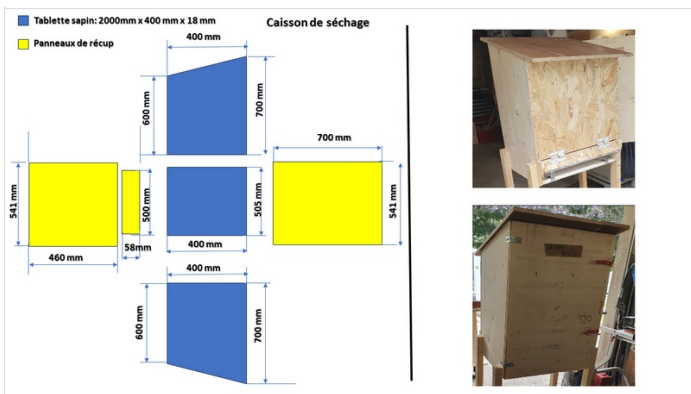 Tablette sapin: 2000mm x 400 mm x 18 mm
Caisson de séchage
Panneaux de récup
400 mm
600 mm
700 mm
700 mm
541 mm
500 mm
505 mm
541 mm
460 mm
58mm
400 mm
400 mm
600 mm
700 mm